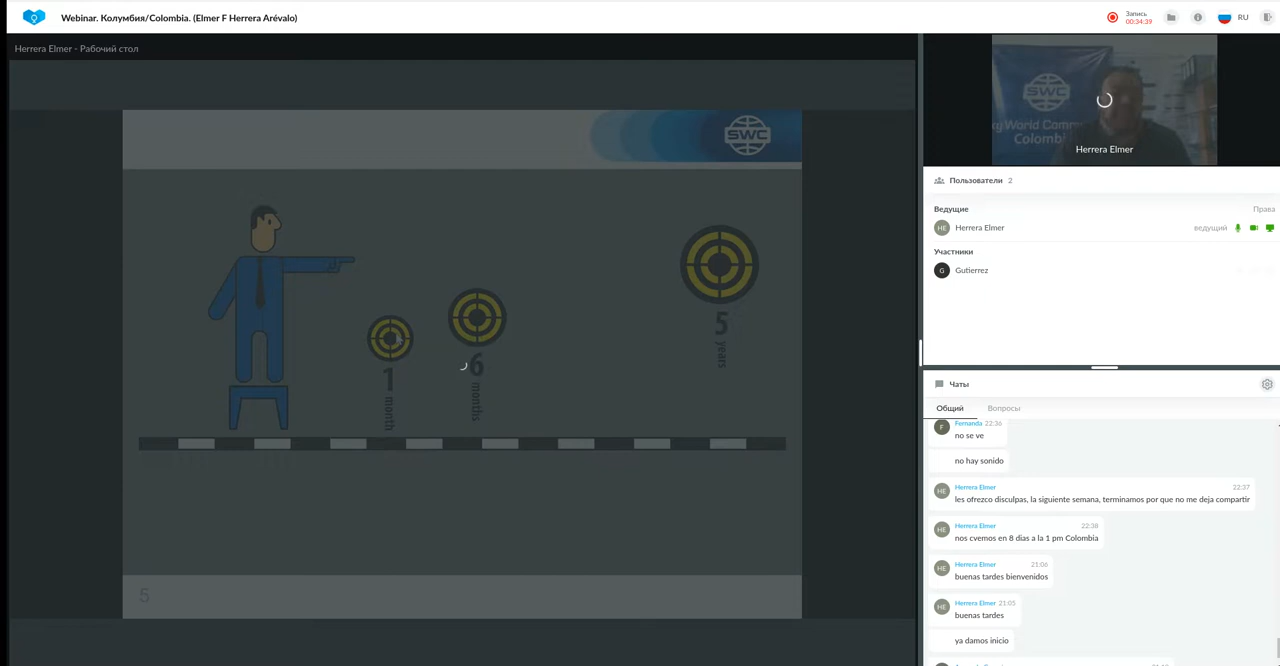 Webinar. Колумбия/Colombia. (Elmer F Herrera Arévalo)
Запись
00:34:39
RU
Herrera Elmer - Рабочий стол
SWC
1
month
6
months
5
years
5
SWC
Colombi
Herrera Elmer
Пользователи 2
Ведущие
Права
HE
Herrera Elmer
ведущий
Участники
G
Gutierrez
Чаты
Общий
Вопросы
F
Fernanda 22:36
no se ve
no hay sonido
HE
Herrera Elmer 22:37
les ofrezco disculpas, la siguiente semana, terminamos por que no me deja compartir
HE
Herrera Elmer 22:38
nos cvemos en 8 dias a la 1 pm Colombia
HE
Herrera Elmer 21:06
buenas tardes bienvenidos
HE
Herrera Elmer 21:05
buenas tardes
ya damos inicio